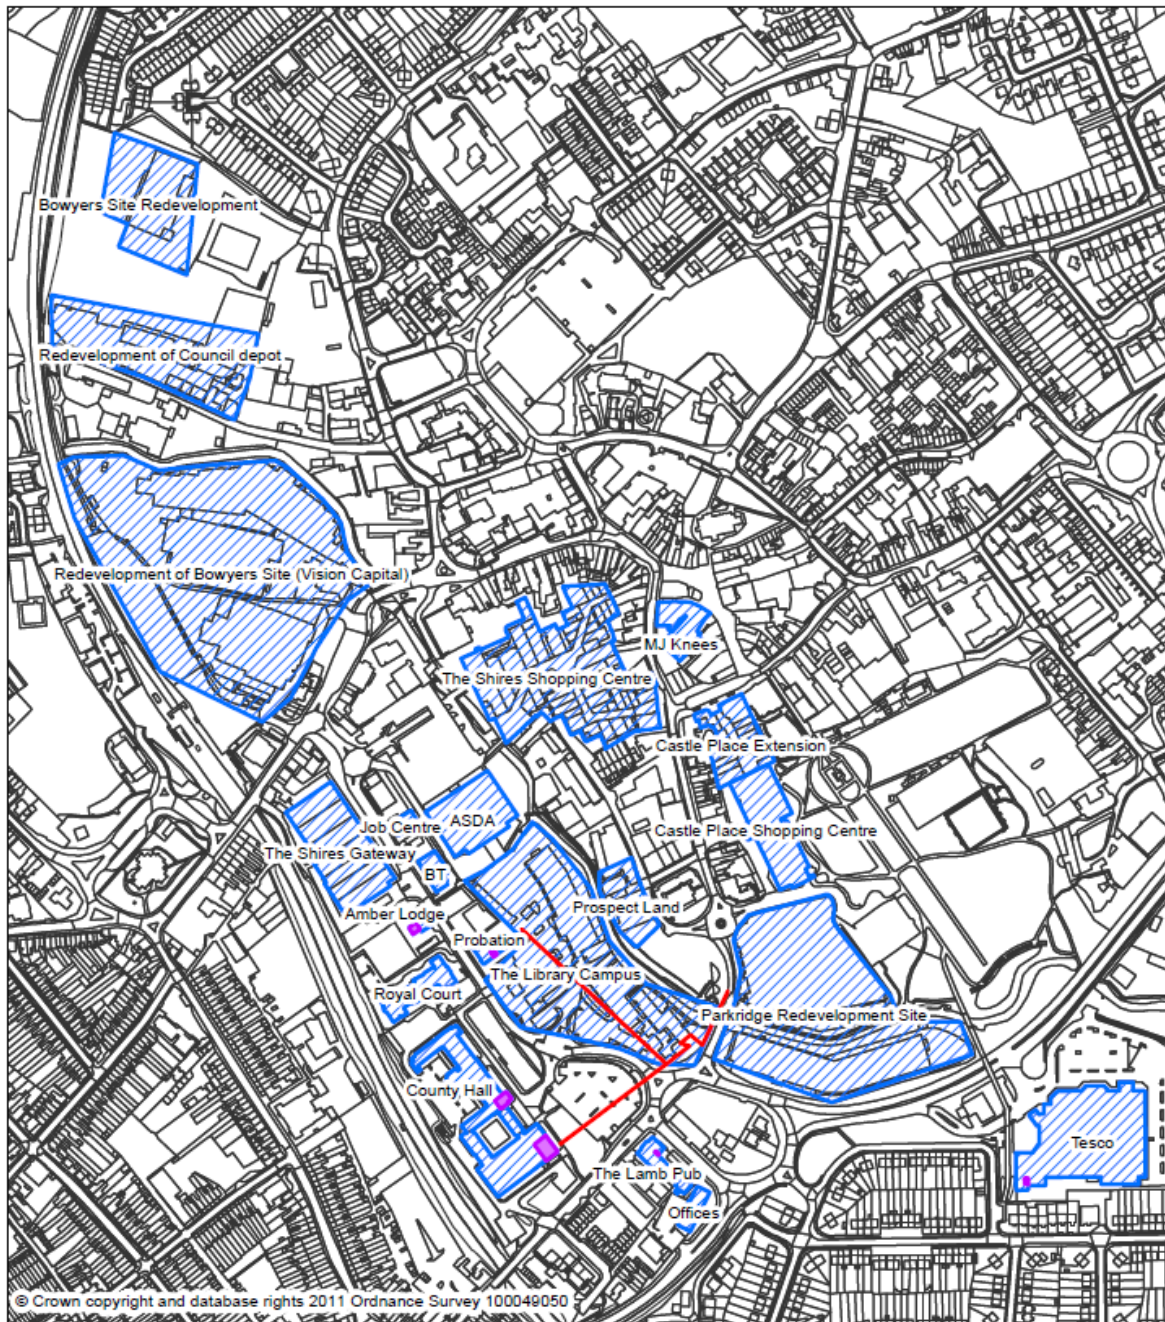 Bowyers Site Redevelopment
Redevelopment of Council depot
Redevelopment of Bowyers Site (Vision Capital)
MJ Knees
The Shires Shopping Centre
Castle Place Extension
Job Centre
ASDA
Castle Place Shopping Centre
The Shires Gateway
BT
Prospect Land
Amber Lodge
Probation
The Library Campus
Royal Court
Parkridge Redevelopment Site
County Hall
Tesco
The Lamb Pub
Offices
© Crown copyright and database rights 2011 Ordnance Survey 100049050